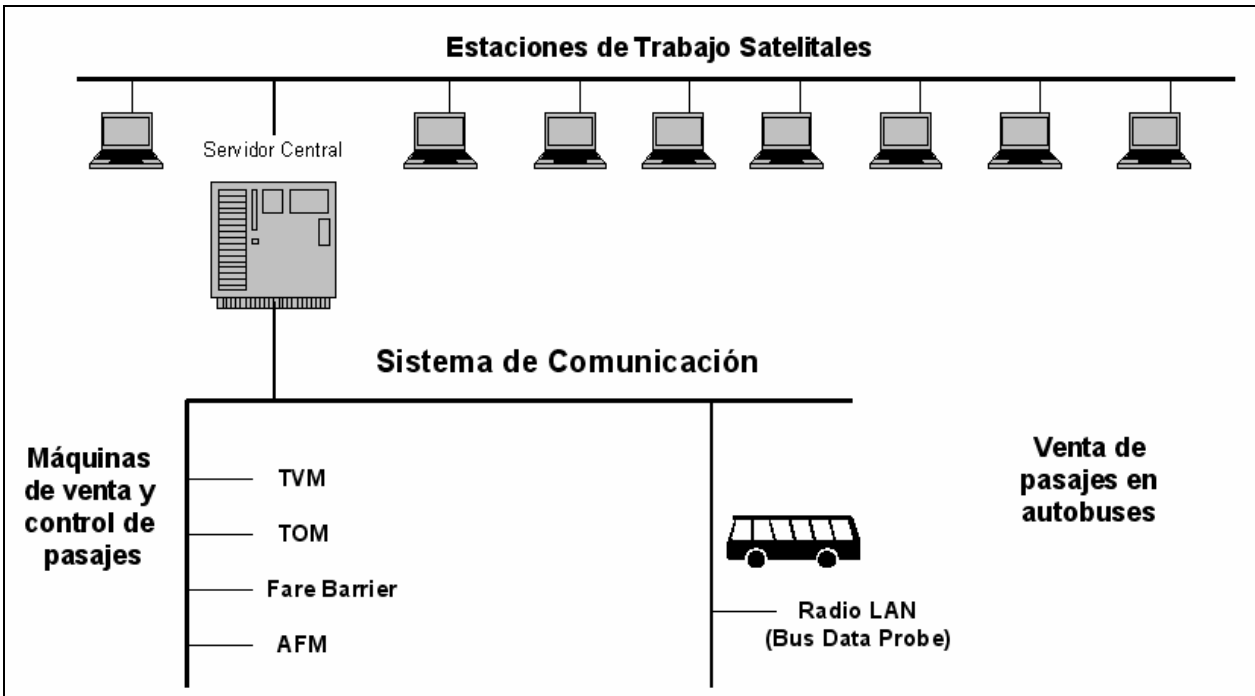 Estaciones de Trabajo Satelitales
Servidor Central
Sistema de Comunicación
Máquinas
de venta y
control de
pasajes
TVM
TOM
Fare Barrier
AFM
Venta de
pasajes en
autobuses
Radio LAN
(Bus Data Probe)